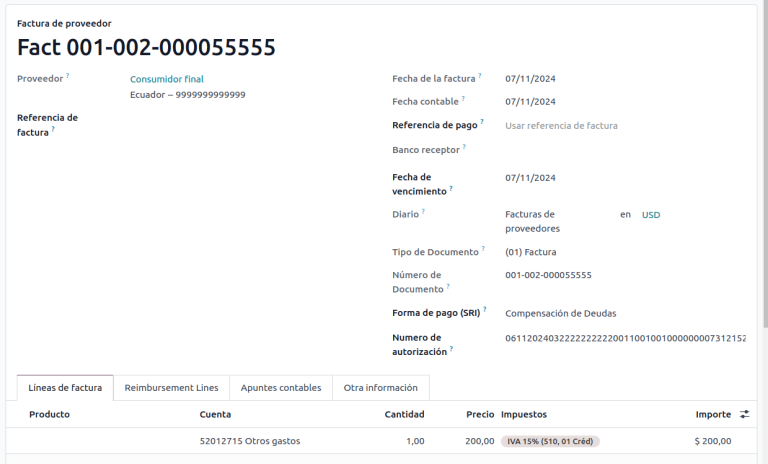 Factura de proveedor
Fact 001-002-000055555
Proveedor ? Consumidor final
Ecuador – 9999999999999
Referencia de
factura ?
Fecha de la factura ? 07/11/2024
Fecha contable ? 07/11/2024
Referencia de pago ? Usar referencia de factura
Banco receptor ?
Fecha de
vencimiento ? 07/11/2024
Diario ? Facturas de
proveedores en USD
Tipo de Documento ? (01) Factura
Número de
Documento ? 001-002-000055555
Forma de pago (SRI) ? Compensación de Deudas
Numero de
autorización ?
Líneas de factura Reimbursement Lines Apuntes contables Otra información
Producto Cuenta Cantidad Precio Impuestos Importe
52012715 Otros gastos 1,00 200,00 IVA 15% (510, 01 Créd) $ 200,00